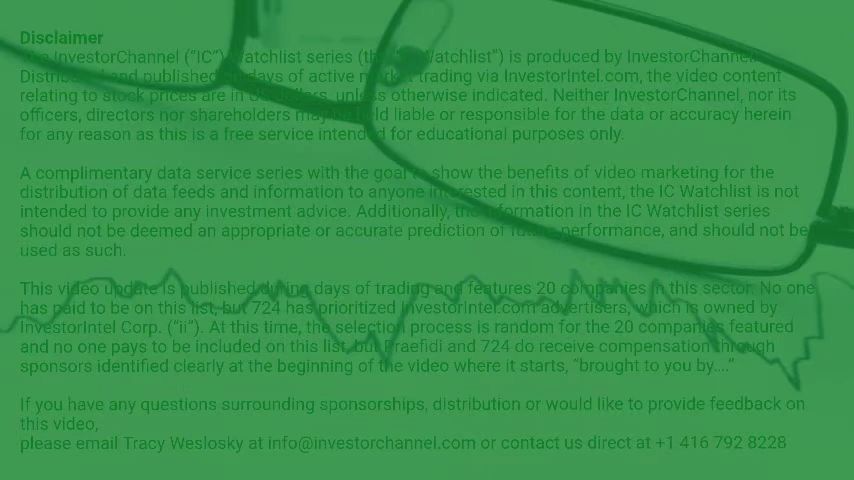 Disclaimer
The InvestorChannel (“IC”) Watchlist series (the “IC Watchlist”) is produced by InvestorChannel.
Distributed and published on days of active market trading via InvestorIntel.com, the video content
relating to stock prices are in US dollars, unless otherwise indicated. Neither InvestorChannel, nor its
officers, directors nor shareholders may be held liable or responsible for the data or accuracy herein
for any reason as this is a free service intended for educational purposes only.
A complimentary data service series with the goal to show the benefits of video marketing for the
distribution of data feeds and information to anyone interested in this content, the IC Watchlist is not
intended to provide any investment advice. Additionally, the information in the IC Watchlist series
should not be deemed an appropriate or accurate prediction of future performance, and should not be
used as such.
This video update is published during days of trading and features 20 companies in this sector. No one
has paid to be on this list, but 724 has prioritized InvestorIntel.com advertisers, which is owned by
InvestorIntel Corp. (“ii”). At this time, the selection process is random for the 20 companies featured
and no one pays to be included on this list, but Praefidi and 724 do receive compensation through
sponsors identified clearly at the beginning of the video where it starts, “brought to you by....”
If you have any questions surrounding sponsorships, distribution or would like to provide feedback on
this video,
please email Tracy Weslosky at info@investorchannel.com or contact us direct at +1 416 792 8228